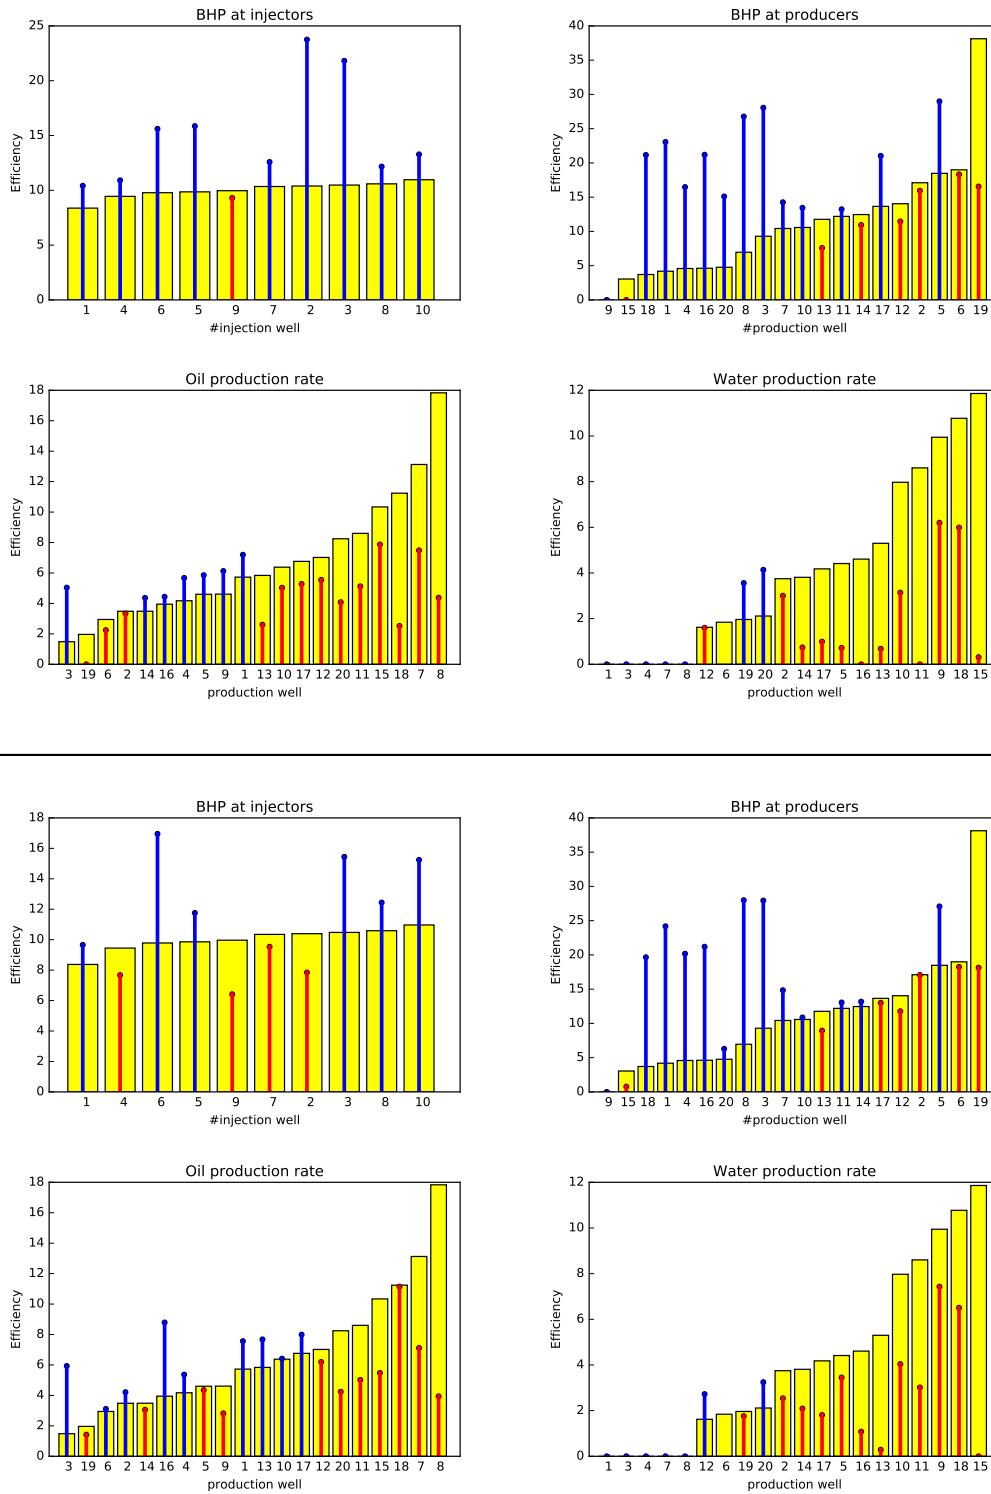 BHP at injectors
25
20
15
10
5
0
Efficiency
1 4 6 5 9 7 2 3 8 10
#injection well
BHP at producers
40
35
30
25
20
15
10
5
0
Efficiency
9 15 18 1 4 16 20 8 3 7 10 13 11 14 17 12 2 5 6 19
#production well
Oil production rate
18
16
14
12
10
8
6
4
2
0
Efficiency
3 19 6 2 14 16 4 5 9 1 13 10 17 12 20 11 15 18 7 8
production well
Water production rate
12
10
8
6
4
2
0
Efficiency
1 3 4 7 8 12 6 19 20 2 14 17 5 16 13 10 11 9 18 15
production well
BHP at injectors
18
16
14
12
10
8
6
4
2
0
Efficiency
1 4 6 5 9 7 2 3 8 10
#injection well
BHP at producers
40
35
30
25
20
15
10
5
0
Efficiency
9 15 18 1 4 16 20 8 3 7 10 13 11 14 17 12 2 5 6 19
#production well
Oil production rate
18
16
14
12
10
8
6
4
2
0
Efficiency
3 19 6 2 14 16 4 5 9 1 13 10 17 12 20 11 15 18 7 8
production well
Water production rate
12
10
8
6
4
2
0
Efficiency
1 3 4 7 8 12 6 19 20 2 14 17 5 16 13 10 11 9 18 15
production well